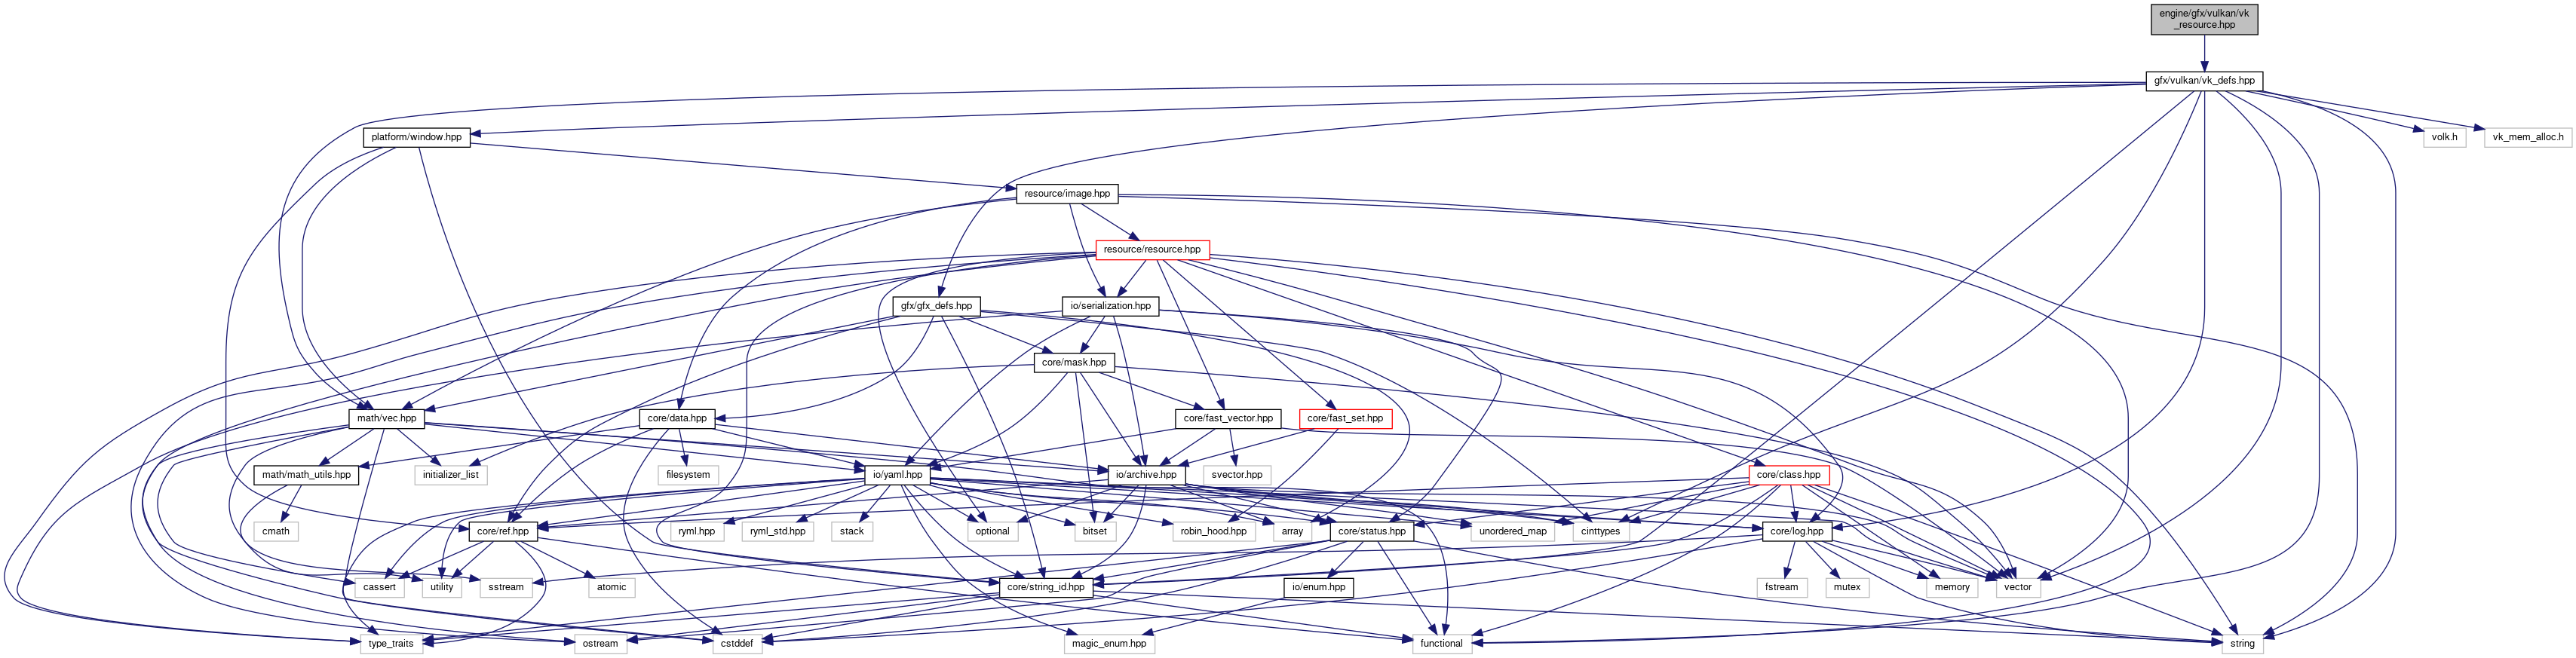 engine/gfx/vulkan/vk
_resource.hpp
gfx/vulkan/vk_defs.hpp
platform/window.hpp
volk.h
vk_mem_alloc.h
resource/image.hpp
resource/resource.hpp
gfx/gfx_defs.hpp
io/serialization.hpp
core/mask.hpp
math/vec.hpp
core/data.hpp
core/fast_vector.hpp
core/fast_set.hpp
math/math_utils.hpp
initializer_list
filesystem
io/yaml.hpp
io/archive.hpp
svector.hpp
core/class.hpp
cmath
core/ref.hpp
ryml.hpp
ryml_std.hpp
stack
optional
bitset
robin_hood.hpp
array
core/status.hpp
unordered_map
cinttypes
core/log.hpp
cassert
utility
sstream
atomic
core/string_id.hpp
io/enum.hpp
fstream
mutex
memory
vector
type_traits
ostream
cstddef
magic_enum.hpp
functional
string